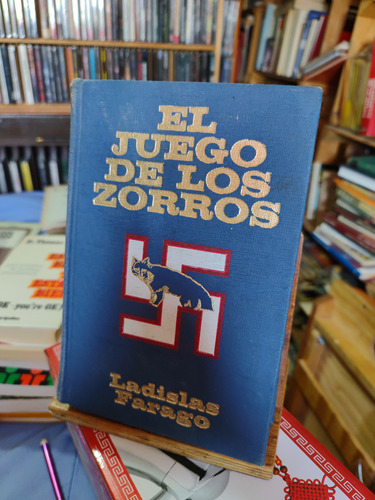 EL
JUEGO
DE LOS
ZORROS
Ladislas
Farago